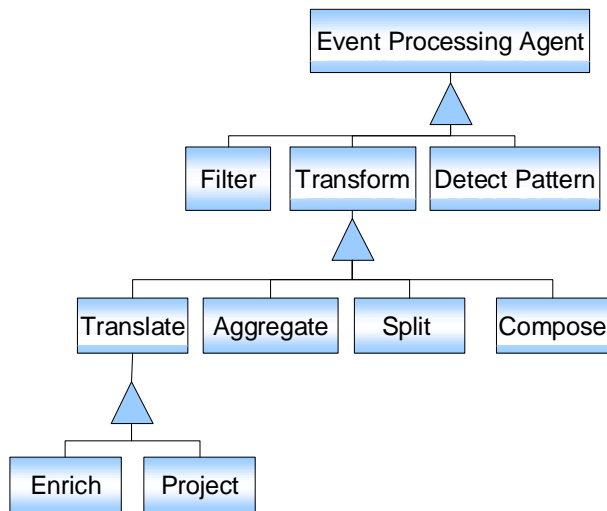 Event Processing Agent
Filter
Transform
Detect Pattern
Translate
Aggregate
Split
Compose
Enrich
Project